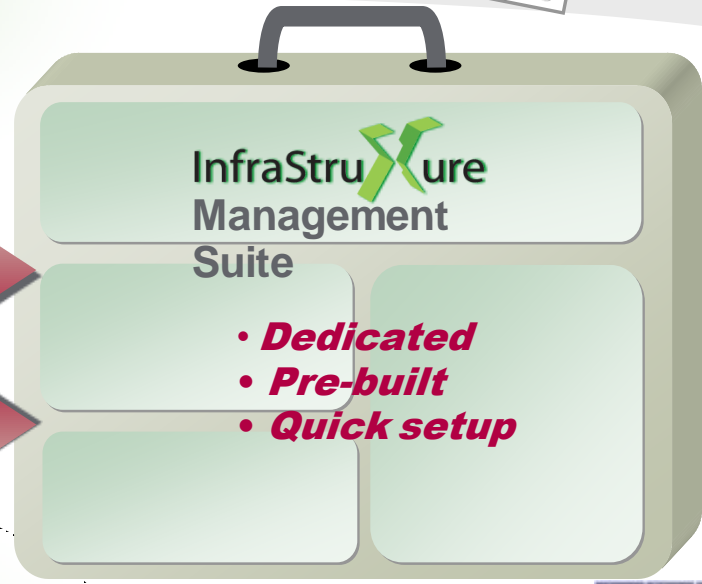 InfraStruXure
Management
Suite
• Dedicated
• Pre-built
• Quick setup